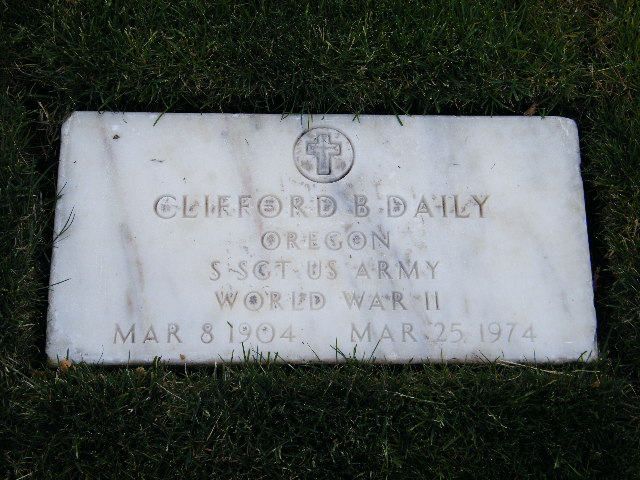 CLIFFORD B DAILY
OREGON
S SGT US ARMY
WORLD WAR II
MAR 8 1904 MAR 25 1974